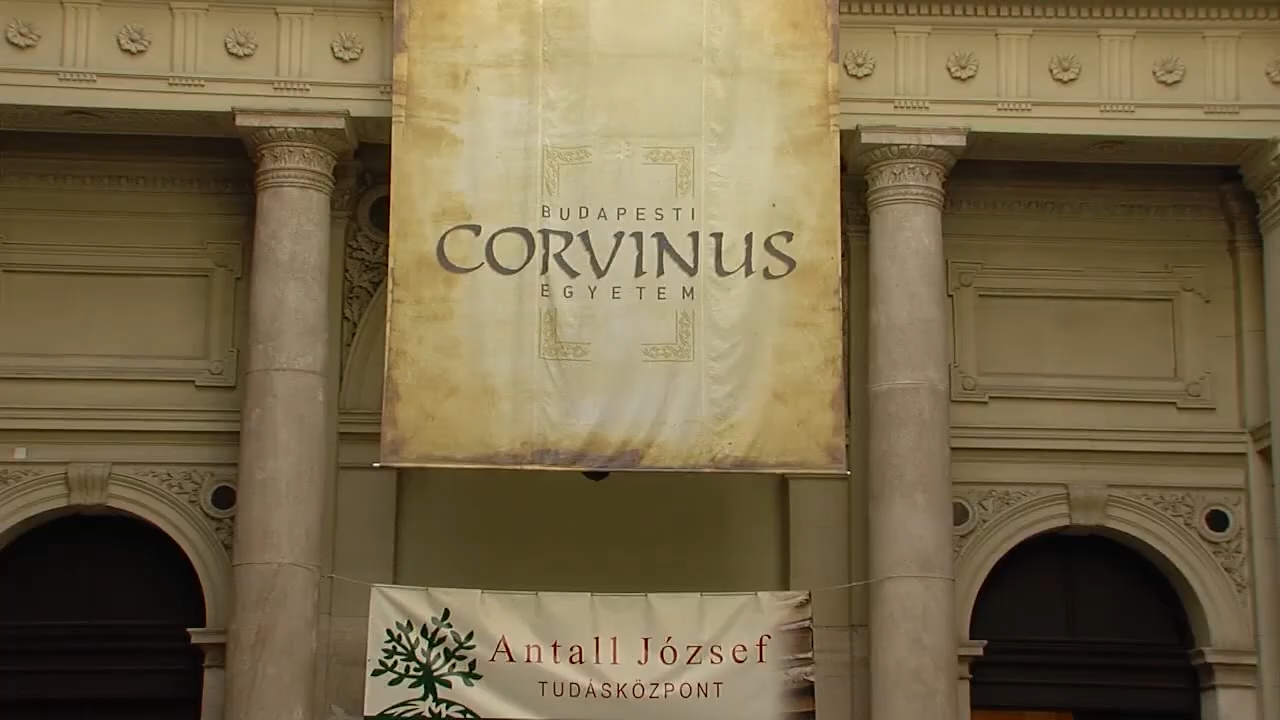 BUDAPESTI
CORVINUS
EGYETEM
Antall József
TUDÁSKÖZPONT